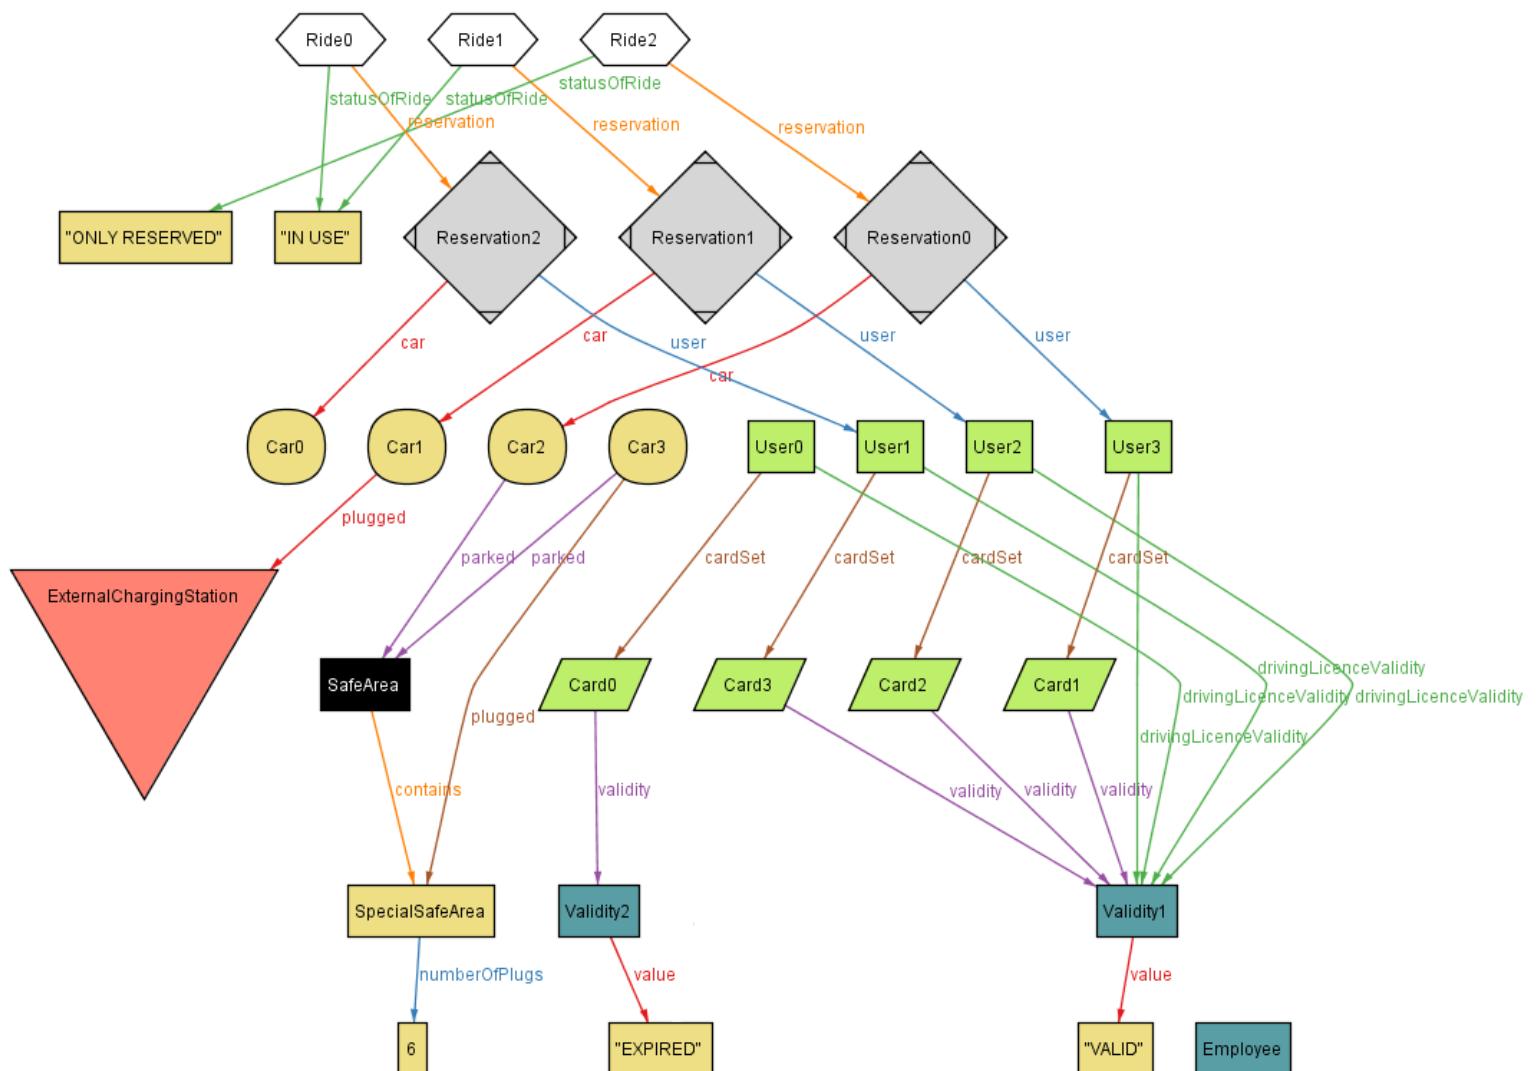 Ride0
Ride1
Ride2
statusOfRide
statusOfRide
statusOfRide
reservation
reservation
reservation
"ONLY RESERVED"
"IN USE"
Reservation2
Reservation1
Reservation0
car
car
car
user
user
user
Car0
Car1
Car2
Car3
User0
User1
User2
User3
plugged
parked
parked
cardSet
cardSet
cardSet
cardSet
ExternalChargingStation
SafeArea
Card0
Card3
Card2
Card1
drivingLicenceValidity
drivingLicenceValidity
drivingLicenceValidity
drivingLicenceValidity
plugged
contains
validity
validity
validity
validity
SpecialSafeArea
Validity2
Validity1
numberOfPlugs
value
value
6
"EXPIRED"
"VALID"
Employee